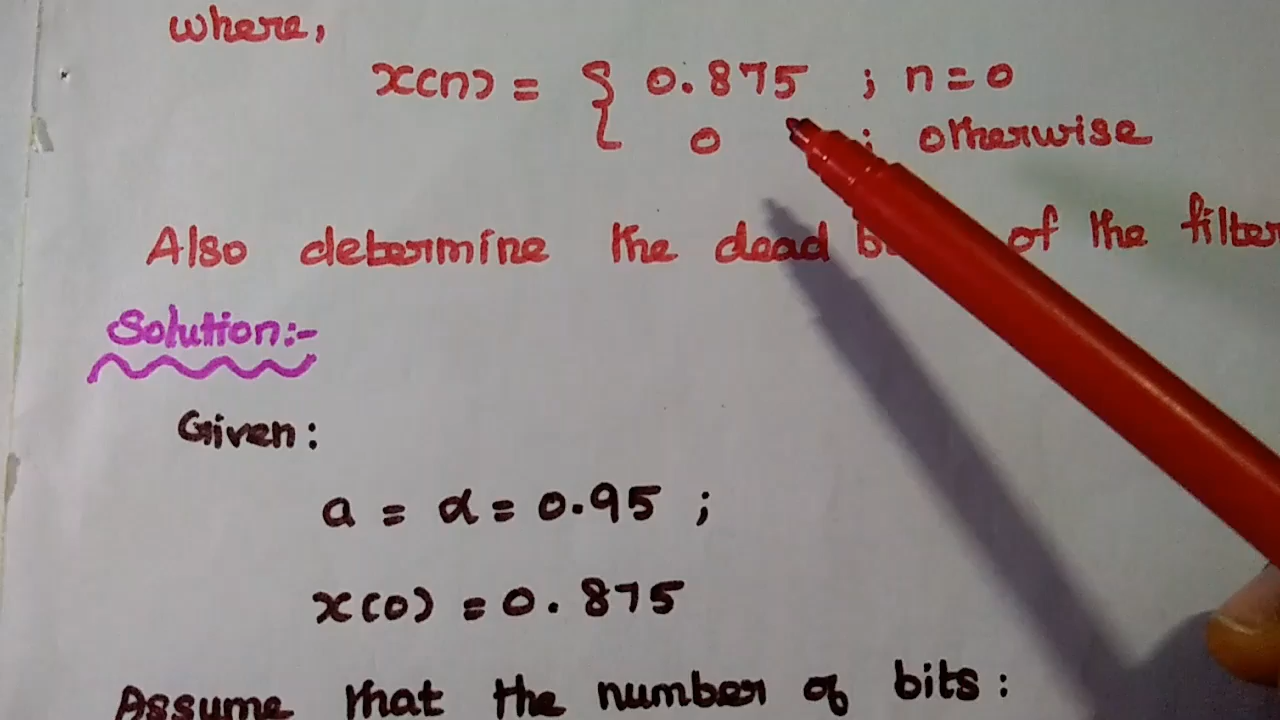 where,
x(n) = { 0.875 ; n = 0
{ 0 ; otherwise
Also determine the dead of the filter
Solution:-
Given:
a = α = 0.95 ;
x(0) = 0.875
Assume that the number of bits: